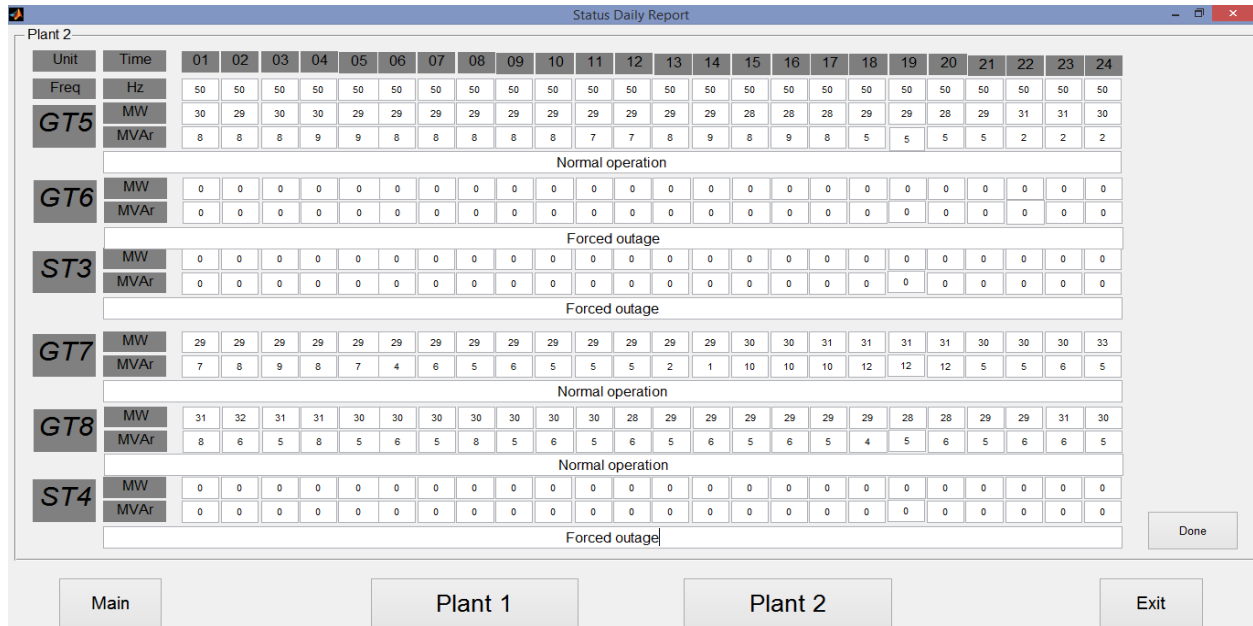 Status Daily Report
Plant 2
Unit Time 01 02 03 04 05 06 07 08 09 10 11 12 13 14 15 16 17 18 19 20 21 22 23 24
Freq Hz 50 50 50 50 50 50 50 50 50 50 50 50 50 50 50 50 50 50 50 50 50 50 50 50
GT5
MW 30 29 30 30 29 29 29 29 29 29 29 29 29 29 28 28 28 29 29 28 29 31 31 30
MVAr 8 8 8 9 9 8 8 8 8 8 7 7 8 9 8 9 8 5 5 5 5 2 2 2
Normal operation
GT6
MW 0 0 0 0 0 0 0 0 0 0 0 0 0 0 0 0 0 0 0 0 0 0 0 0
MVAr 0 0 0 0 0 0 0 0 0 0 0 0 0 0 0 0 0 0 0 0 0 0 0 0
Forced outage
ST3
MW 0 0 0 0 0 0 0 0 0 0 0 0 0 0 0 0 0 0 0 0 0 0 0 0
MVAr 0 0 0 0 0 0 0 0 0 0 0 0 0 0 0 0 0 0 0 0 0 0 0 0
Forced outage
GT7
MW 29 29 29 29 29 29 29 29 29 29 29 29 29 29 30 30 31 31 31 31 30 30 30 33
MVAr 7 8 9 8 7 4 6 5 6 5 5 5 2 1 10 10 10 12 12 12 5 5 6 5
Normal operation
GT8
MW 31 32 31 31 30 30 30 30 30 30 30 28 29 29 29 29 29 29 28 28 29 29 31 30
MVAr 8 6 5 8 5 6 5 8 5 6 5 6 5 6 5 6 5 4 5 6 5 6 6 5
Normal operation
ST4
MW 0 0 0 0 0 0 0 0 0 0 0 0 0 0 0 0 0 0 0 0 0 0 0 0
MVAr 0 0 0 0 0 0 0 0 0 0 0 0 0 0 0 0 0 0 0 0 0 0 0 0
Forced outage
Done
Main Plant 1 Plant 2 Exit